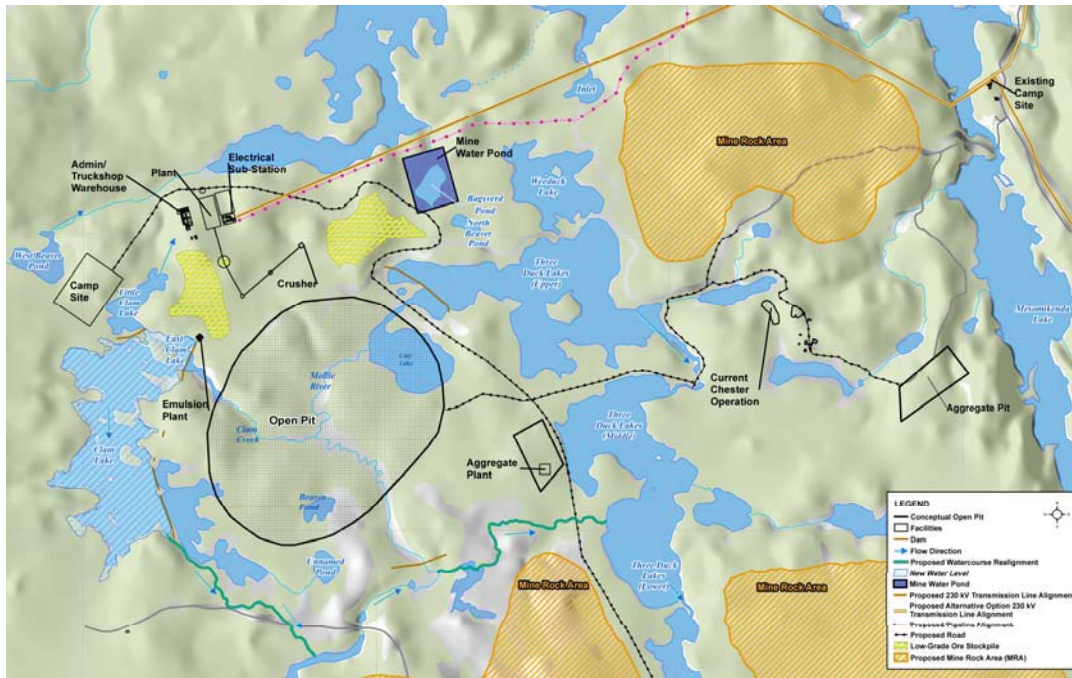 Inlet
Existing
Camp
Site
Mine Rock Area
Mine
Water Pond
Admin/
Truckshop
Warehouse
Plant
Electrical
Sub-Station
Weeduck
Lake
Bagsverd
Pond
North
Beaver
Pond
West Beaver
Pond
Camp
Site
Little
Clam
Lake
Crusher
Three
Duck Lakes
(Upper)
Mesomikenda
Lake
East
Clam
Lake
Coté
Lake
Mollie
River
Emulsion
Plant
Open Pit
Clam
Creek
Clam
Lake
Current
Chester
Operation
Aggregate Pit
Three
Duck Lakes
(Middle)
Aggregate
Plant
Beaver
Pond
Unnamed
Pond
Three Duck
Lakes
(Lower)
Mine Rock Area
Mine Rock Area
LEGEND
Conceptual Open Pit
Facilities
Dam
Flow Direction
Proposed Watercourse Realignment
New Water Level
Mine Water Pond
Proposed 230 kV Transmission Line Alignment
Proposed Alternative Option 230 kV
Transmission Line Alignment
Proposed Pipeline Alignment
Proposed Road
Low-Grade Ore Stockpile
Proposed Mine Rock Area (MRA)